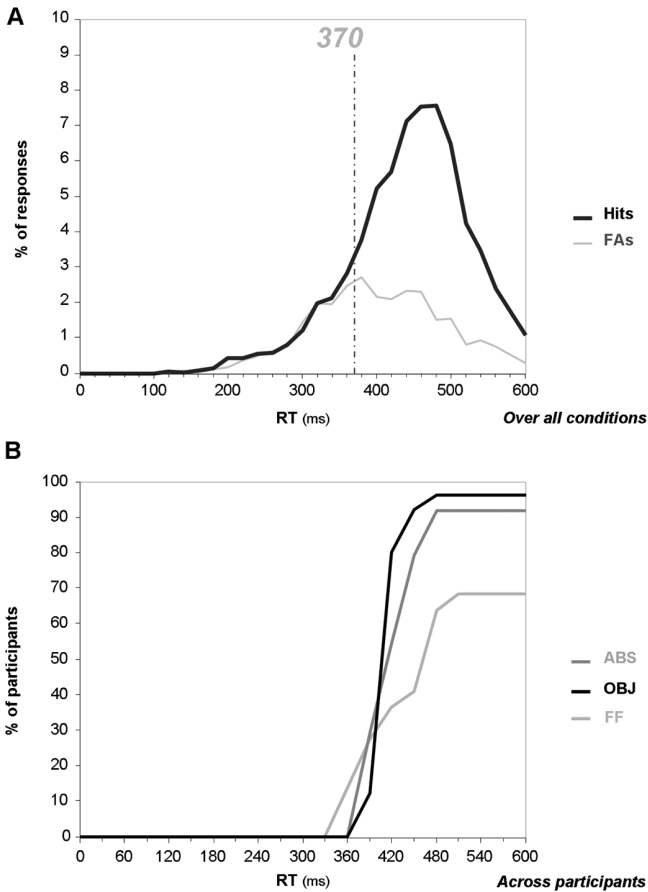 A
370
10
9
8
7
6
5
4
3
2
1
0
% of responses
0 100 200 300 400 500 600
RT (ms)
Over all conditions
Hits
FAs
B
100
90
80
70
60
50
40
30
20
10
0
% of participants
0 60 120 180 240 300 360 420 480 540 600
RT (ms)
Across participants
ABS
OBJ
FF